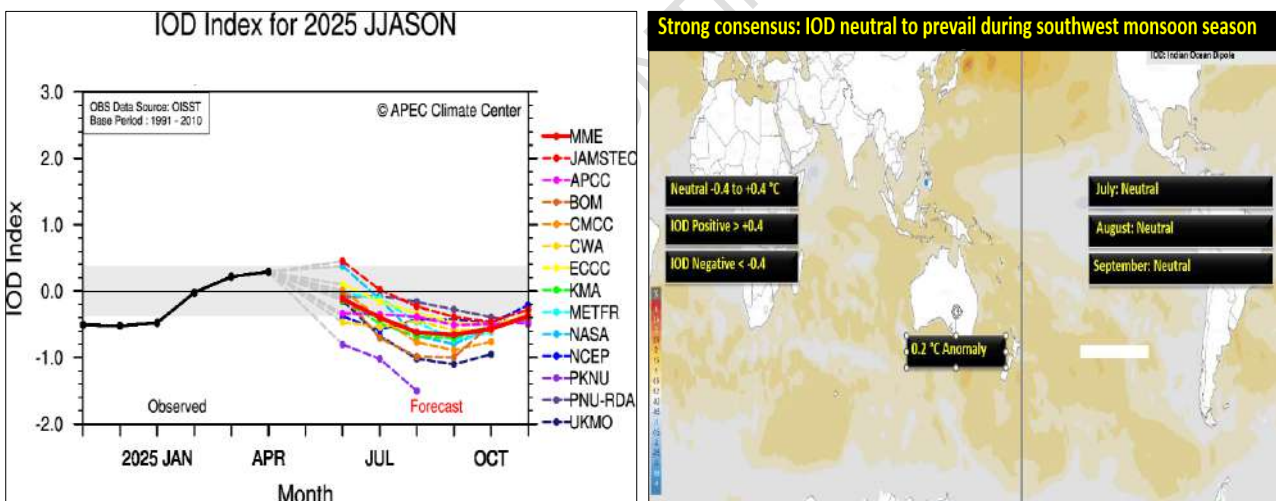 IOD Index for 2025 JJASON
3.0
2.0
1.0
0.0
-1.0
-2.0
IOD Index
OBS Data Source: OISST
Base Period : 1991 - 2010
© APEC Climate Center
MME
JAMSTEC
APCC
BOM
CMCC
CWA
ECCC
KMA
METFR
NASA
NCEP
PKNU
PNU-RDA
UKMO
Observed
Forecast
2025 JAN
APR
JUL
OCT
Month
Strong consensus: IOD neutral to prevail during southwest monsoon season
IOD: Indian Ocean Dipole
Neutral -0.4 to +0.4 °C
IOD Positive > +0.4
IOD Negative < -0.4
July: Neutral
August: Neutral
September: Neutral
0.2 °C Anomaly